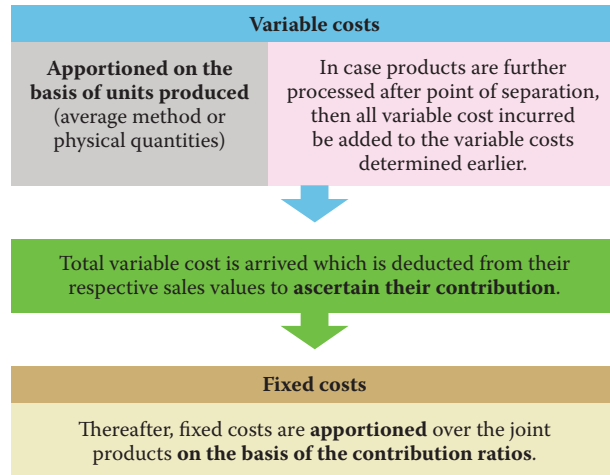 Variable costs
Apportioned on the
basis of units produced
(average method or
physical quantities)
In case products are further
processed after point of separation,
then all variable cost incurred
be added to the variable costs
determined earlier.
Total variable cost is arrived which is deducted from their
respective sales values to ascertain their contribution.
Fixed costs
Thereafter, fixed costs are apportioned over the joint
products on the basis of the contribution ratios.